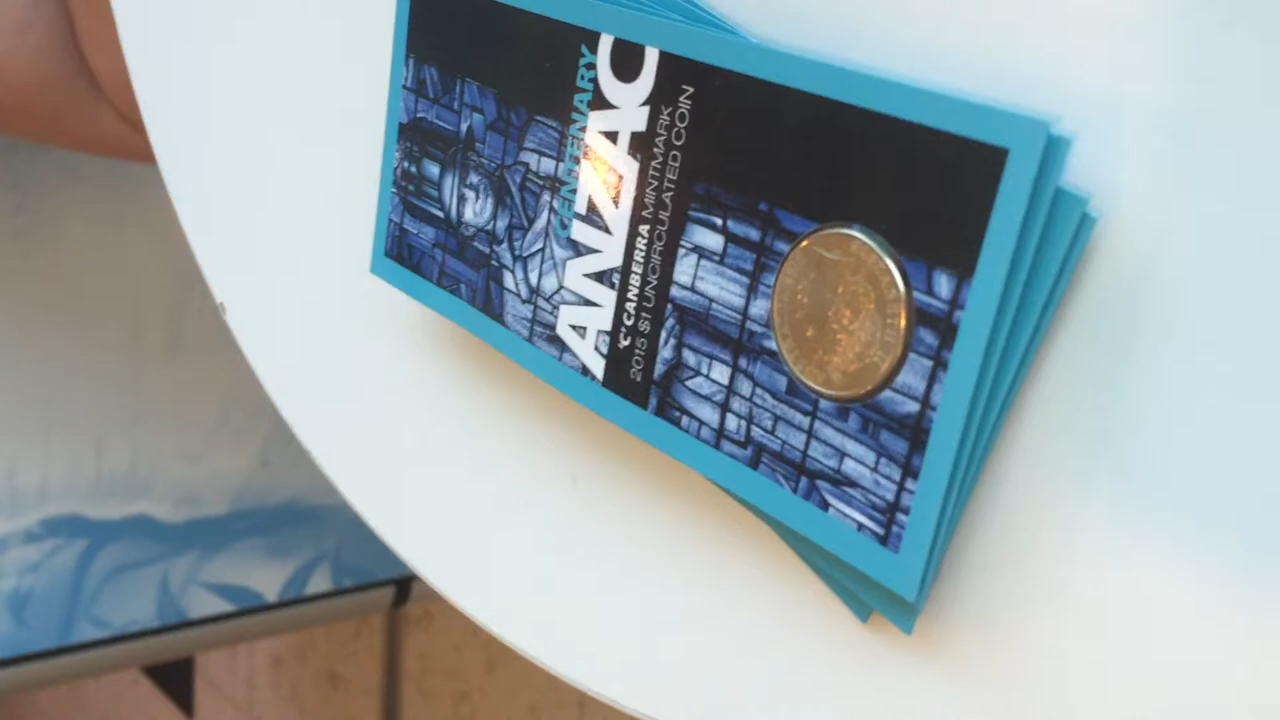 CENTENARY
ANZAC
'C' CANBERRA MINTMARK
2015 $1 UNCIRCULATED COIN